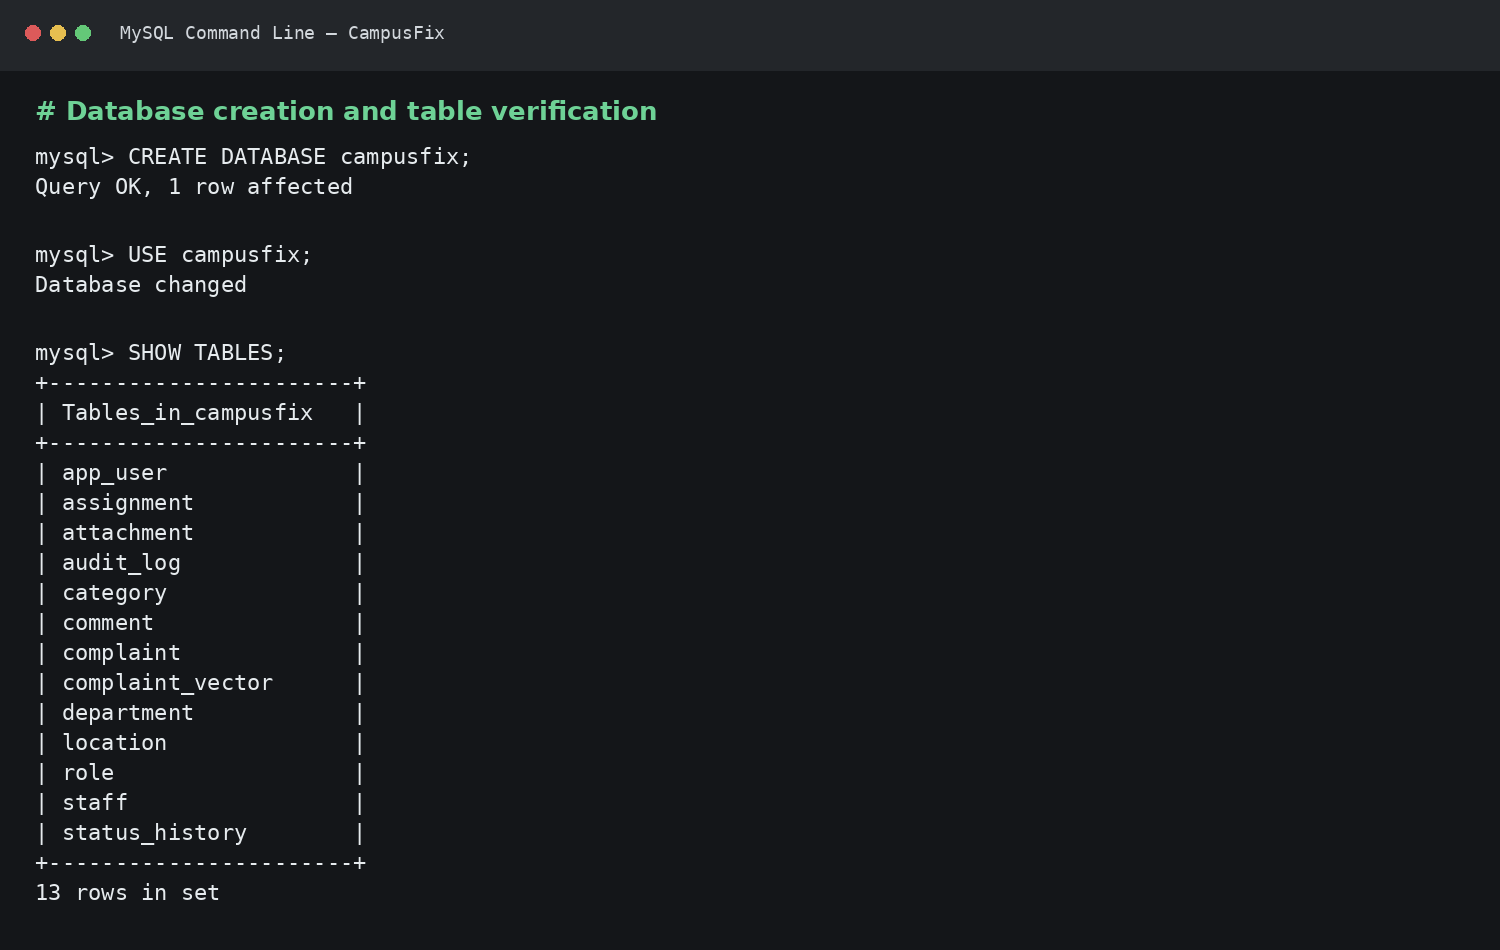 MySQL Command Line — CampusFix
# Database creation and table verification
mysql> CREATE DATABASE campusfix;
Query OK, 1 row affected
mysql> USE campusfix;
Database changed
mysql> SHOW TABLES;
+-----------------------+
| Tables_in_campusfix   |
+-----------------------+
| app_user              |
| assignment            |
| attachment            |
| audit_log             |
| category              |
| comment               |
| complaint             |
| complaint_vector      |
| department            |
| location              |
| role                  |
| staff                 |
| status_history        |
+-----------------------+
13 rows in set